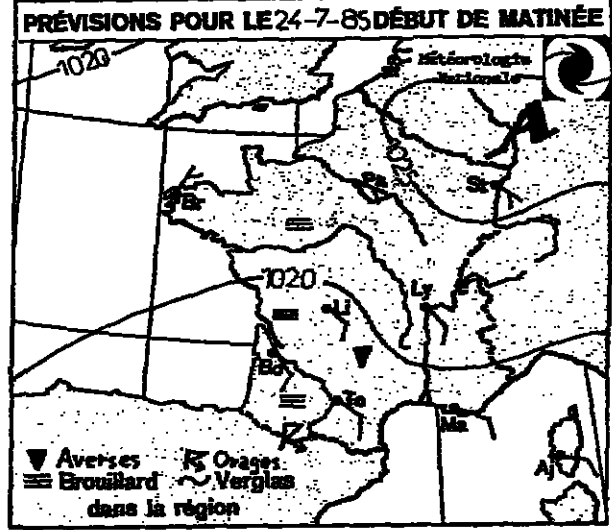 PRÉVISIONS POUR LE 24-7-85 DÉBUT DE MATINÉE
1020
Météorologie
Nationale
A
1025
St
Br
1020
Li
Ly
Bo
To
Ma
Aj
Averses
Orages
Brouillard
Verglas
dans la région